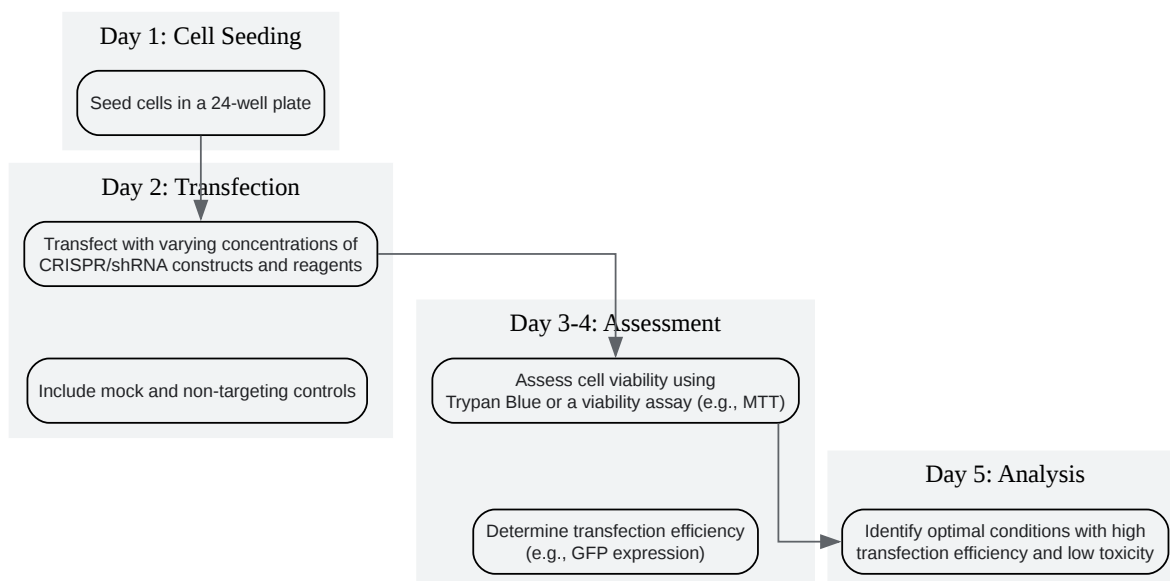 Day 1: Cell Seeding
Seed cells in a 24-well plate
Day 2: Transfection
Transfect with varying concentrations of
CRISPR/shRNA constructs and reagents
Include mock and non-targeting controls
Day 3-4: Assessment
Assess cell viability using
Trypan Blue or a viability assay (e.g., MTT)
Determine transfection efficiency
(e.g., GFP expression)
Day 5: Analysis
Identify optimal conditions with high
transfection efficiency and low toxicity